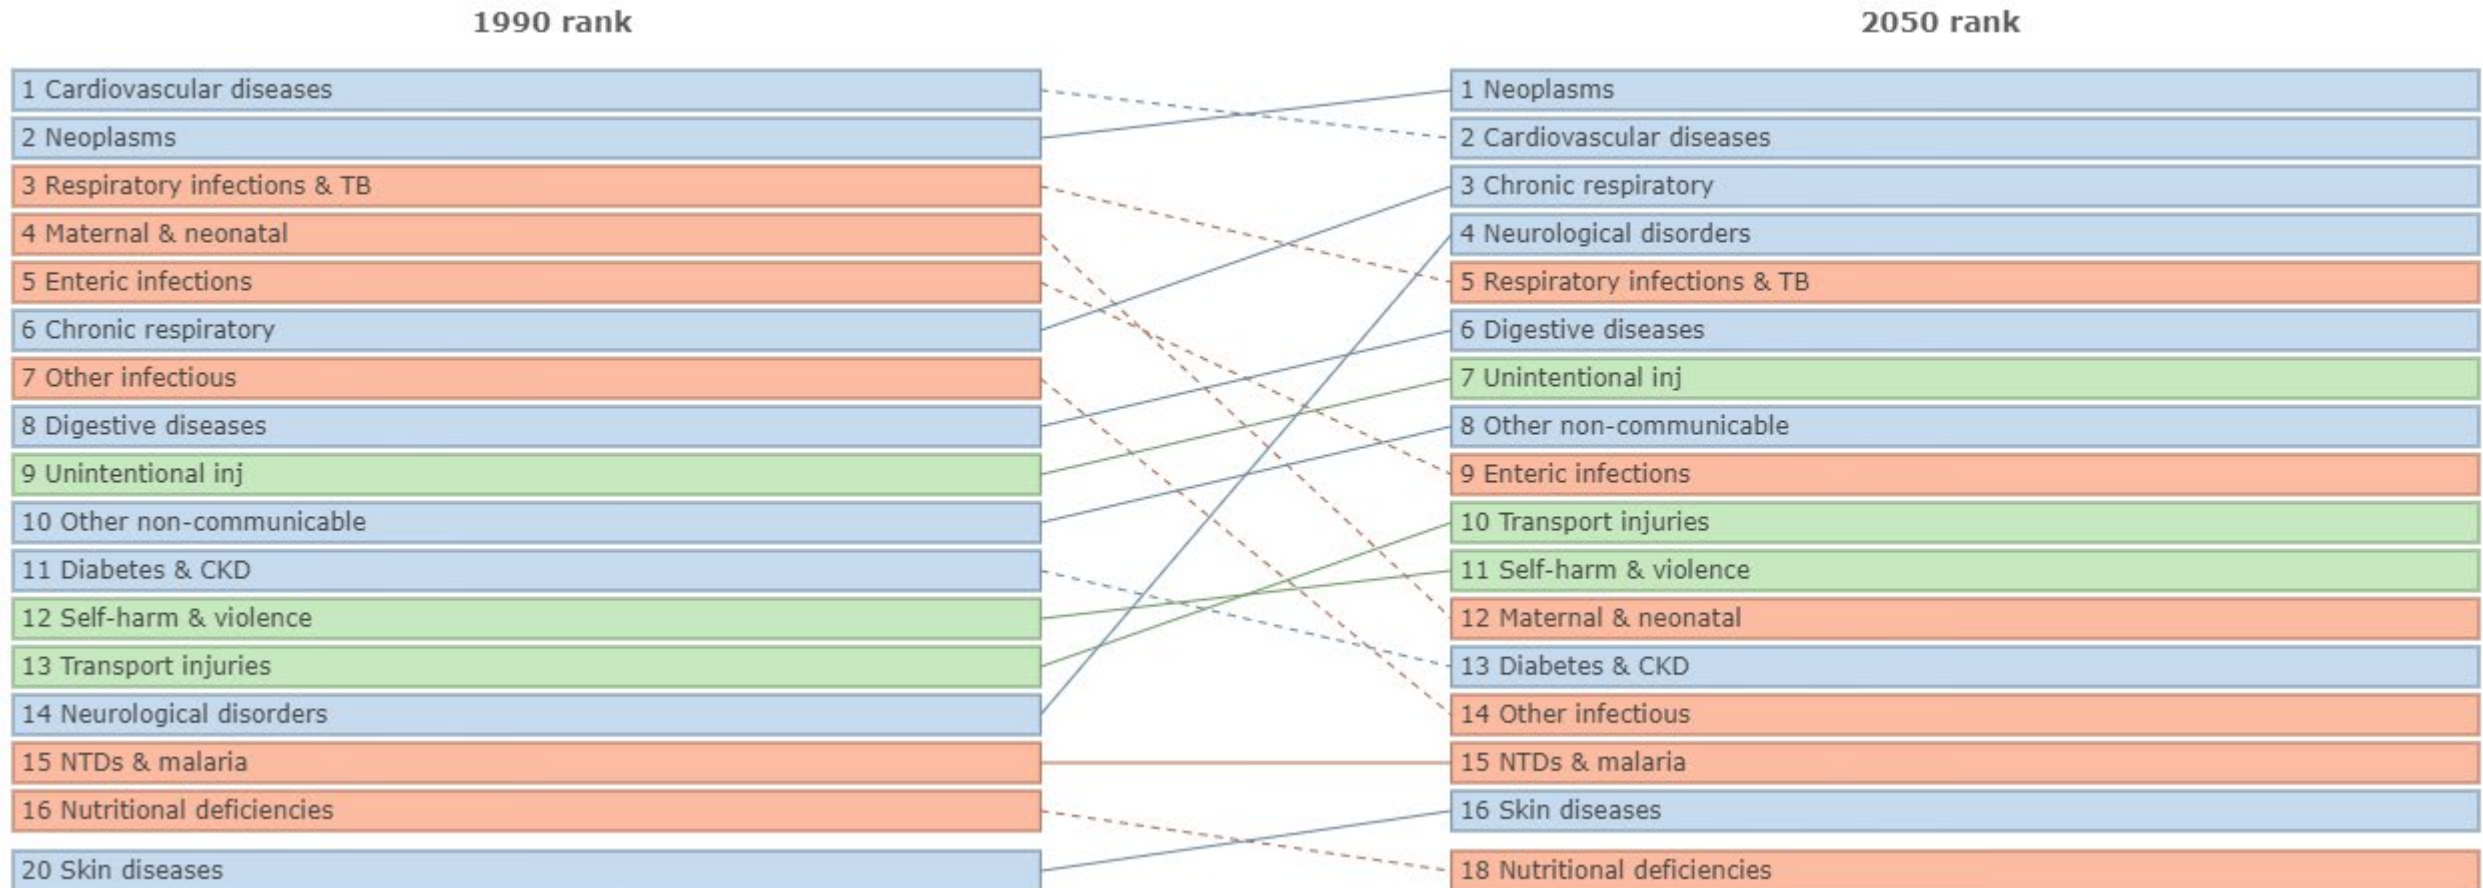 1990 rank
1 Cardiovascular diseases
2 Neoplasms
3 Respiratory infections & TB
4 Maternal & neonatal
5 Enteric infections
6 Chronic respiratory
7 Other infectious
8 Digestive diseases
9 Unintentional inj
10 Other non-communicable
11 Diabetes & CKD
12 Self-harm & violence
13 Transport injuries
14 Neurological disorders
15 NTDs & malaria
16 Nutritional deficiencies
20 Skin diseases
2050 rank
1 Neoplasms
2 Cardiovascular diseases
3 Chronic respiratory
4 Neurological disorders
5 Respiratory infections & TB
6 Digestive diseases
7 Unintentional inj
8 Other non-communicable
9 Enteric infections
10 Transport injuries
11 Self-harm & violence
12 Maternal & neonatal
13 Diabetes & CKD
14 Other infectious
15 NTDs & malaria
16 Skin diseases
18 Nutritional deficiencies